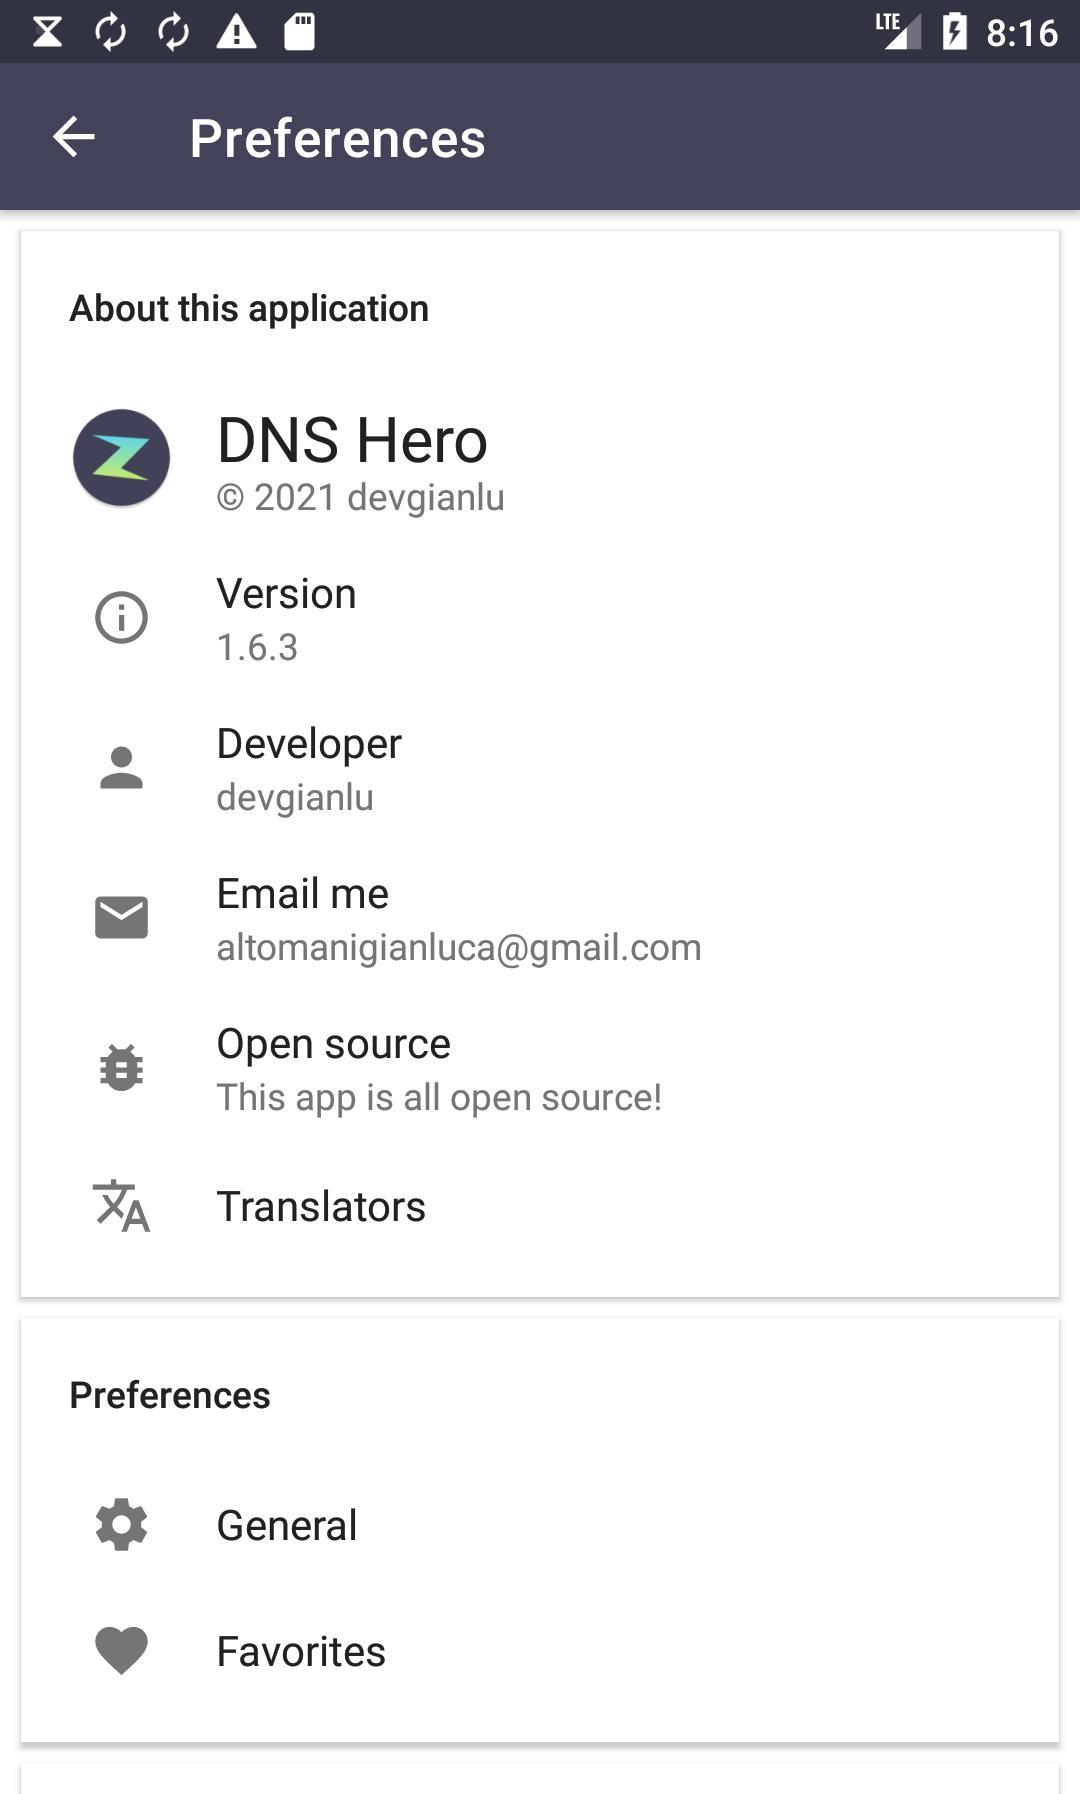 LTE 8:16
Preferences
About this application
DNS Hero
© 2021 devgianlu
Version
1.6.3
Developer
devgianlu
Email me
altomanigianluca@gmail.com
Open source
This app is all open source!
Translators
Preferences
General
Favorites